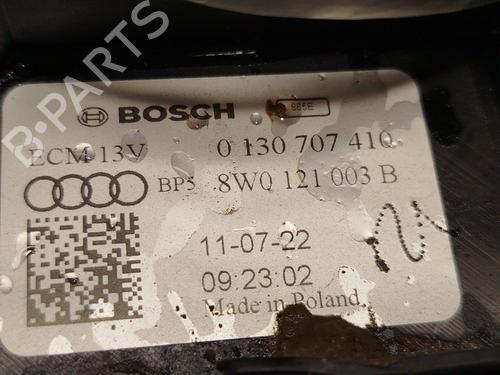 BOSCH 865E
ECM 13V 0 130 707 410
BP5 8W0 121 003 B
11-07-22
09:23:02
Made in Poland
B-PARTS